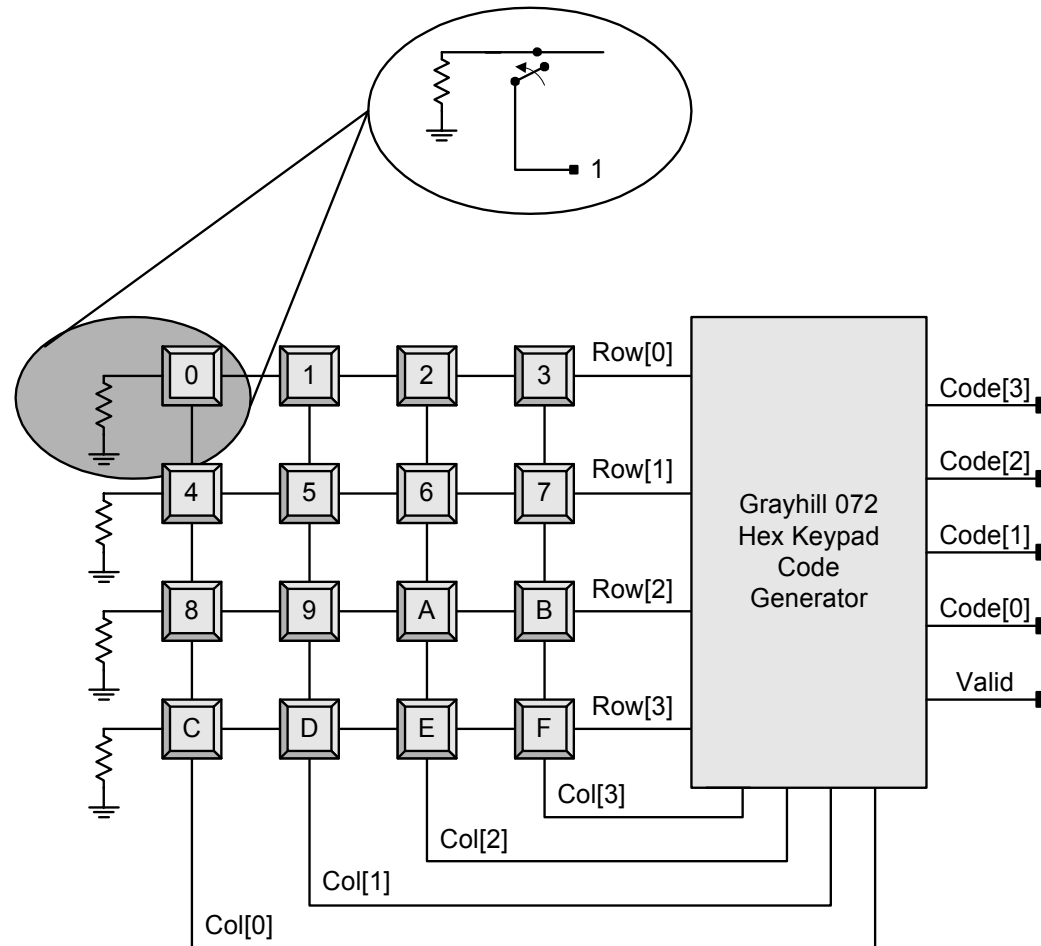 1
0
1
2
3
Row[0]
4
5
6
7
Row[1]
8
9
A
B
Row[2]
C
D
E
F
Row[3]
Grayhill 072
Hex Keypad
Code
Generator
Code[3]
Code[2]
Code[1]
Code[0]
Valid
Col[3]
Col[2]
Col[1]
Col[0]